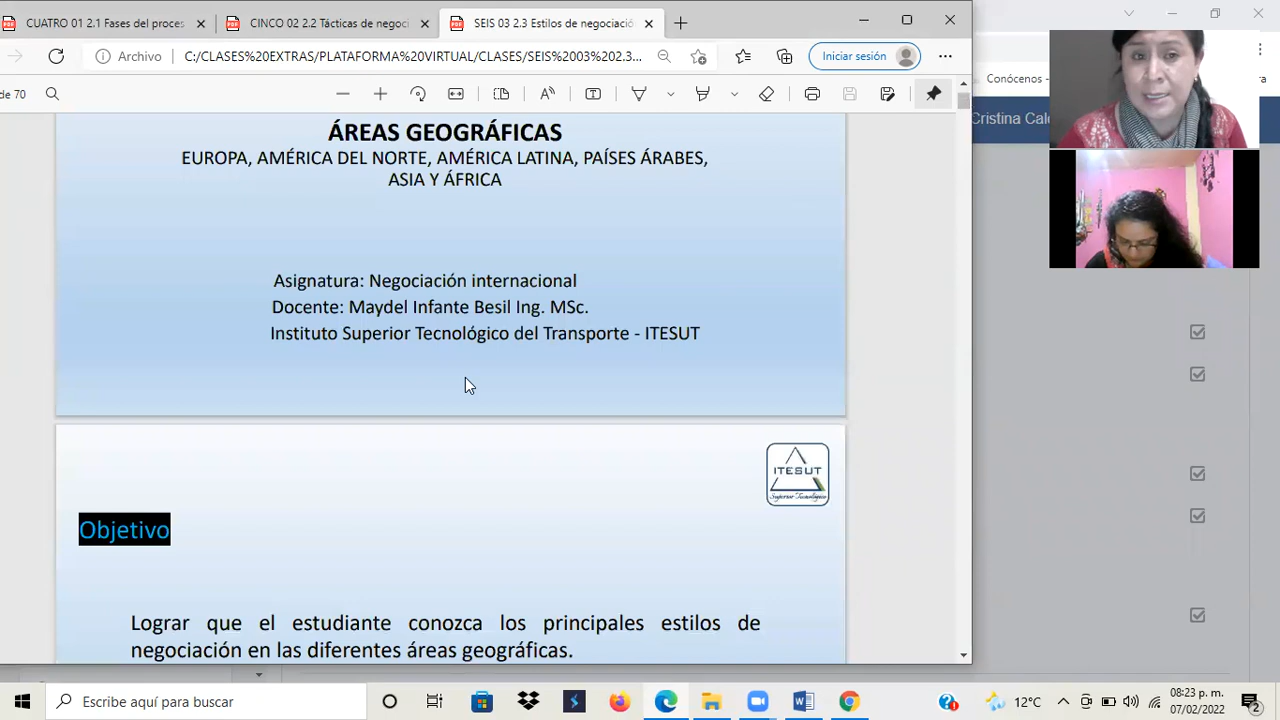 CUATRO 01 2.1 Fases del proces
CINCO 02 2.2 Tácticas de negoci
SEIS 03 2.3 Estilos de negociació
Archivo
C:/CLASES%20EXTRAS/PLATAFORMA%20VIRTUAL/CLASES/SEIS%2003%202.3...
Iniciar sesión
Conócenos -
ra
de 70
Cristina Cal
ÁREAS GEOGRÁFICAS
EUROPA, AMÉRICA DEL NORTE, AMÉRICA LATINA, PAÍSES ÁRABES,
ASIA Y ÁFRICA
Asignatura: Negociación internacional
Docente: Maydel Infante Besil Ing. MSc.
Instituto Superior Tecnológico del Transporte - ITESUT
ITESUT
Superior Tecnológico
Objetivo
Lograr que el estudiante conozca los principales estilos de
negociación en las diferentes áreas geográficas.
Escribe aquí para buscar
12°C
08:23 p. m.
07/02/2022
2